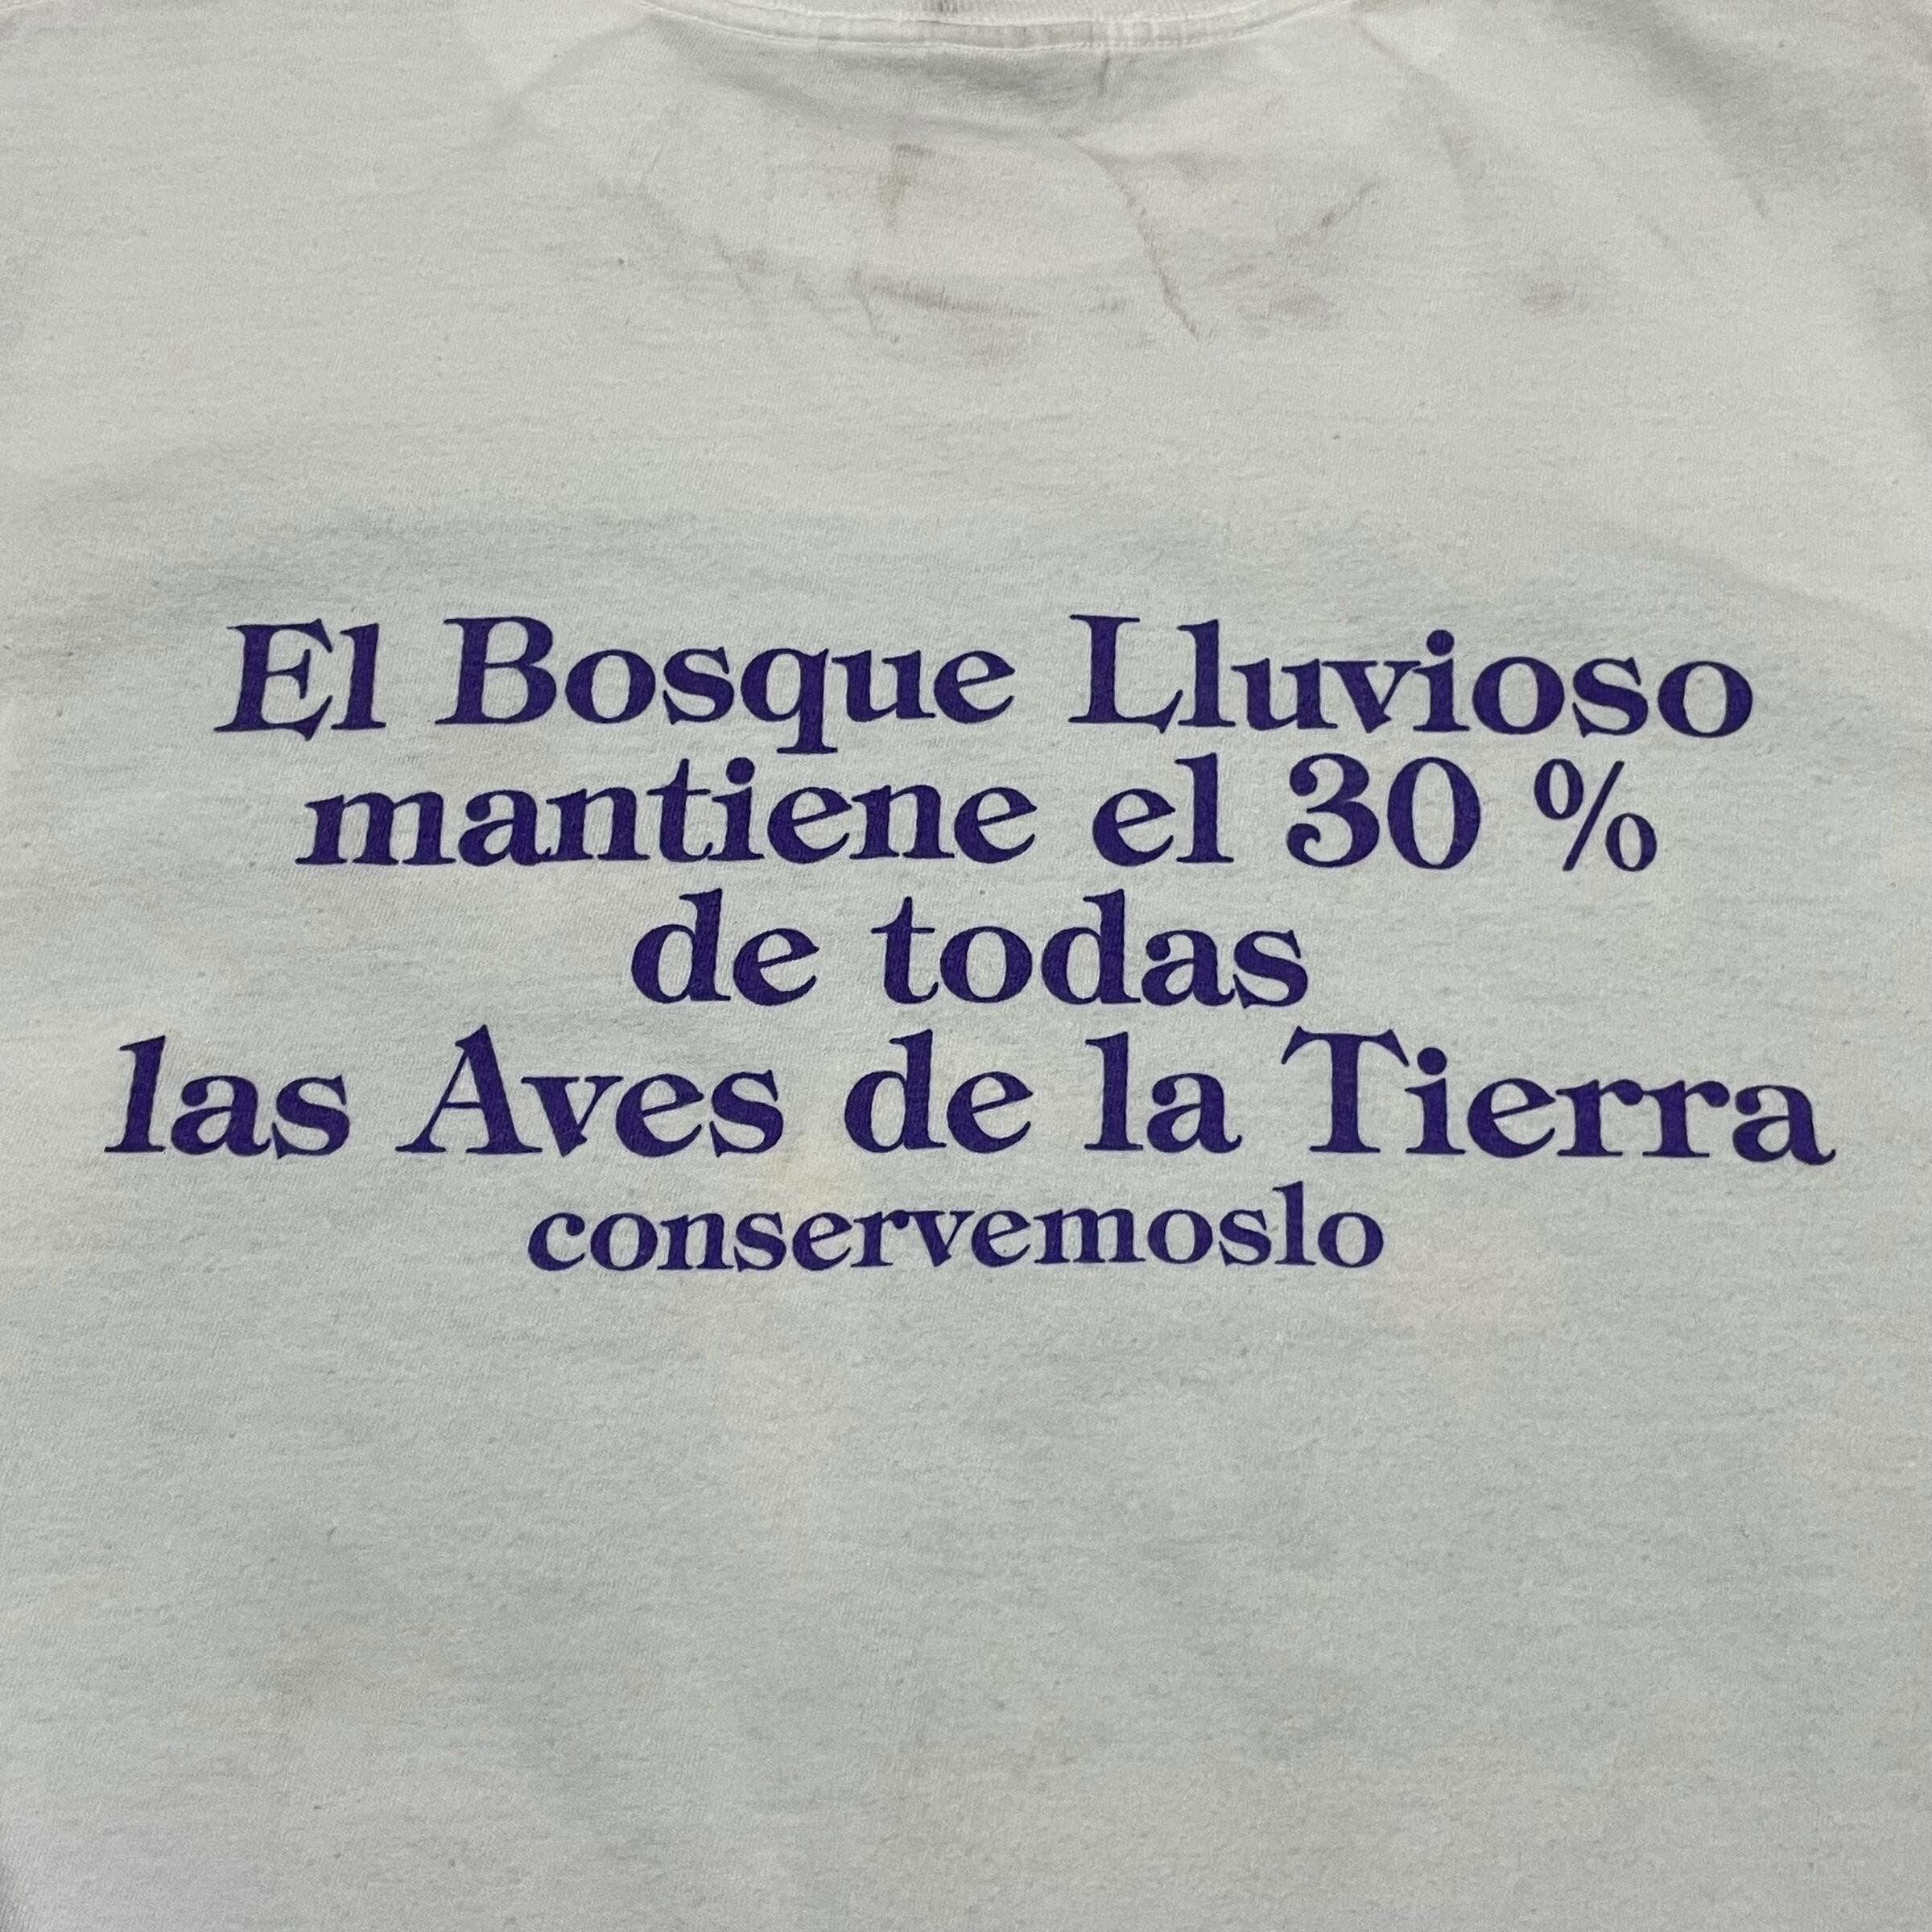 El Bosque Lluvioso
mantiene el 30 %
de todas
las Aves de la Tierra
conservemoslo